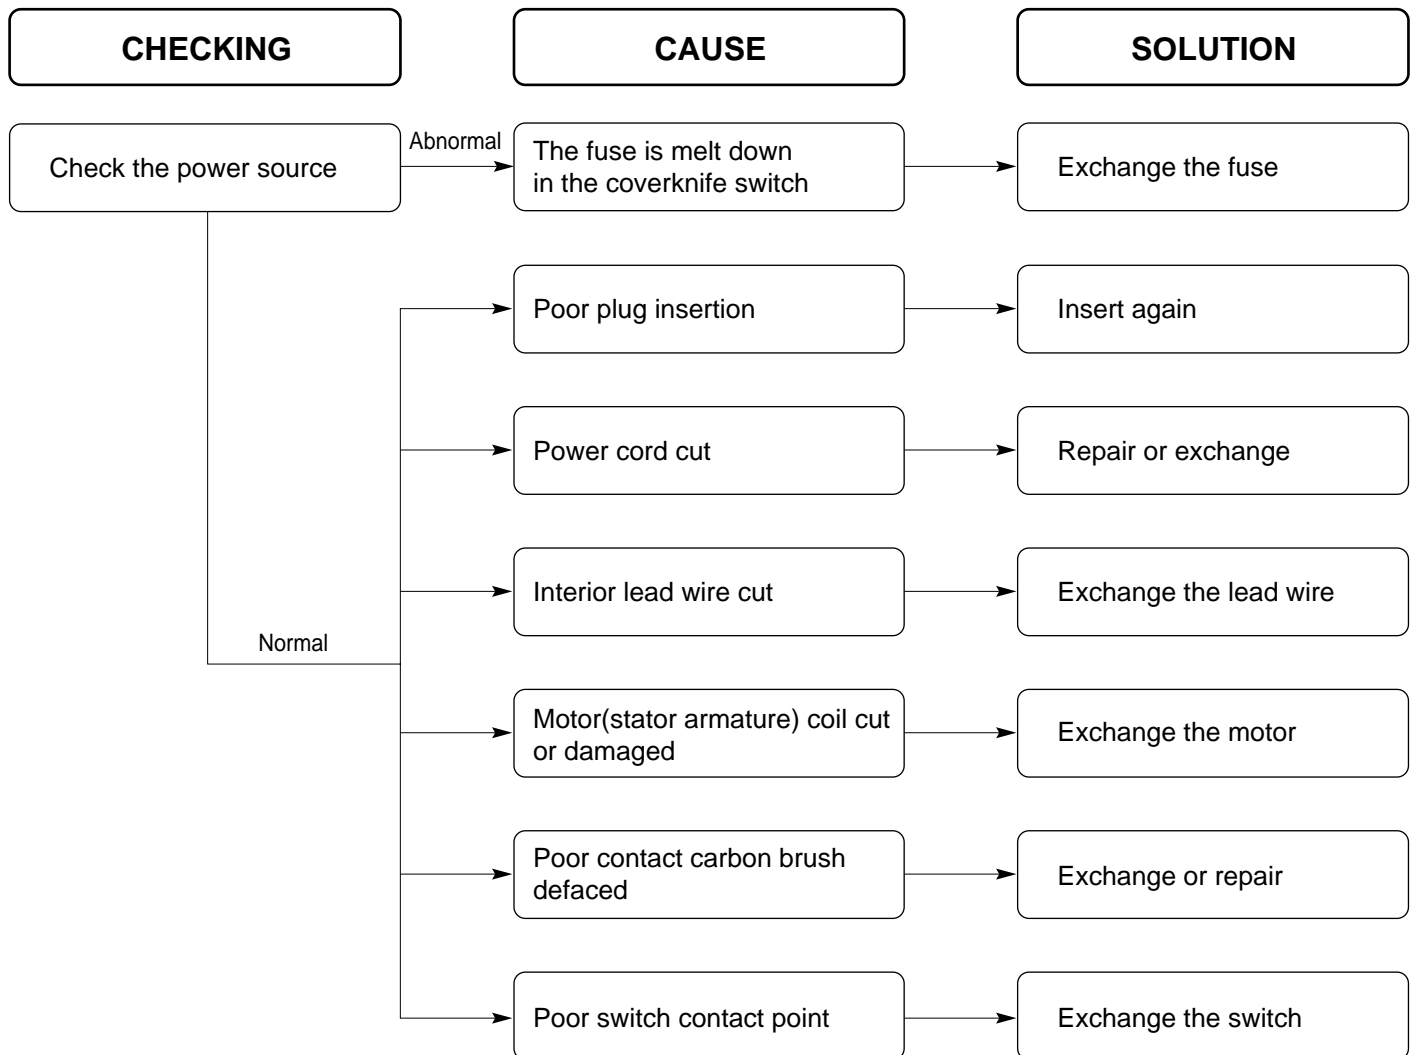 CHECKING
CAUSE
SOLUTION
Check the power source
Abnormal
The fuse is melt down
in the coverknife switch
Exchange the fuse
Poor plug insertion
Insert again
Power cord cut
Repair or exchange
Interior lead wire cut
Exchange the lead wire
Normal
Motor(stator armature) coil cut
or damaged
Exchange the motor
Poor contact carbon brush
defaced
Exchange or repair
Poor switch contact point
Exchange the switch